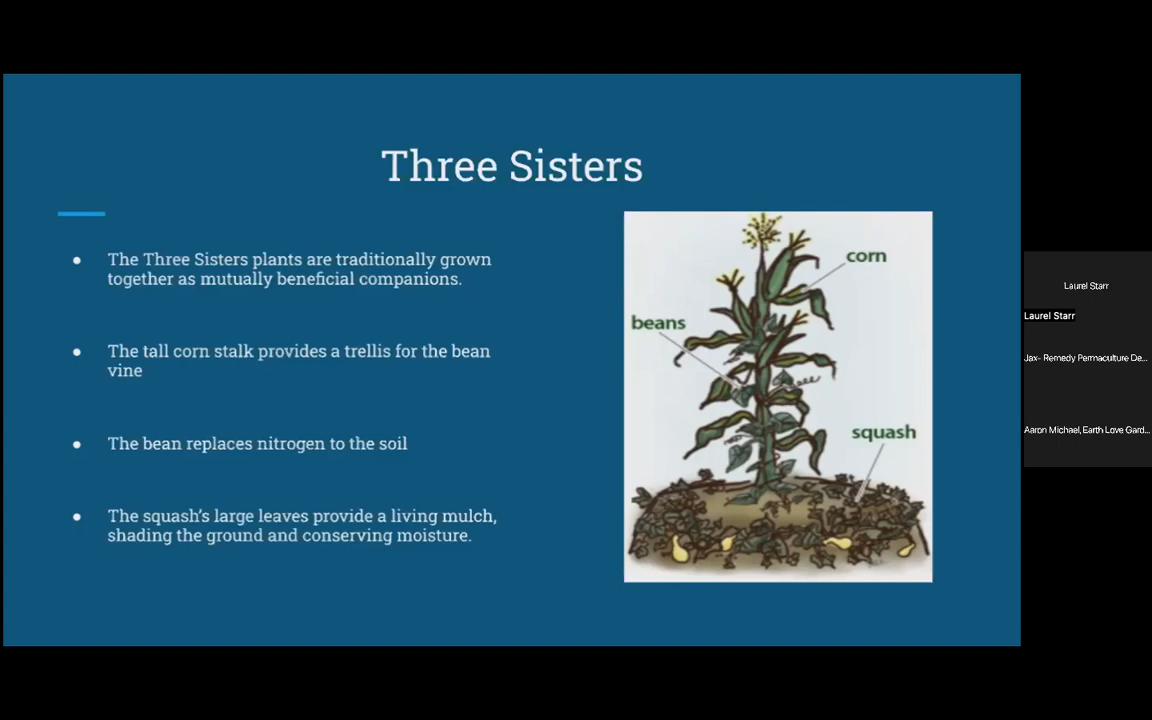 Three Sisters
The Three Sisters plants are traditionally grown
together as mutually beneficial companions.
The tall corn stalk provides a trellis for the bean
vine
The bean replaces nitrogen to the soil
The squash's large leaves provide a living mulch,
shading the ground and conserving moisture.
corn
beans
squash
Laurel Starr
Laurel Starr
Jax- Remedy Permaculture De...
Aaron Michael, Earth Love Gard...